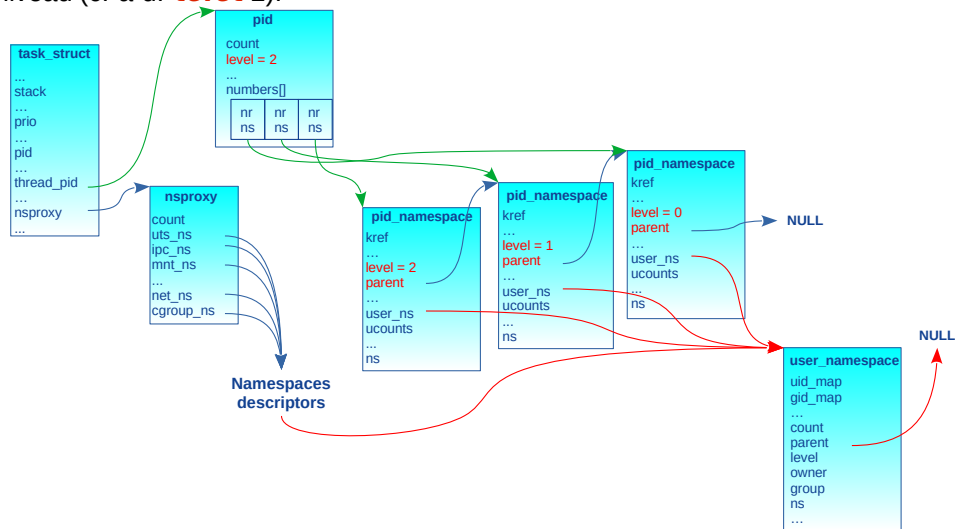 level 2).
pid
count
level = 2
...
numbers[]
nr nr nr
ns ns ns
task_struct
...
stack
...
prio
...
pid
...
thread_pid
...
nsproxy
...
nsproxy
count
uts_ns
ipc_ns
mnt_ns
...
net_ns
cgroup_ns
Namespaces
descriptors
pid_namespace
kref
...
level = 2
parent
...
user_ns
ucounts
...
ns
pid_namespace
kref
...
level = 1
parent
...
user_ns
ucounts
...
ns
pid_namespace
kref
...
level = 0
parent
...
user_ns
ucounts
...
ns
NULL
NULL
user_namespace
uid_map
gid_map
...
count
parent
level
owner
group
ns
...